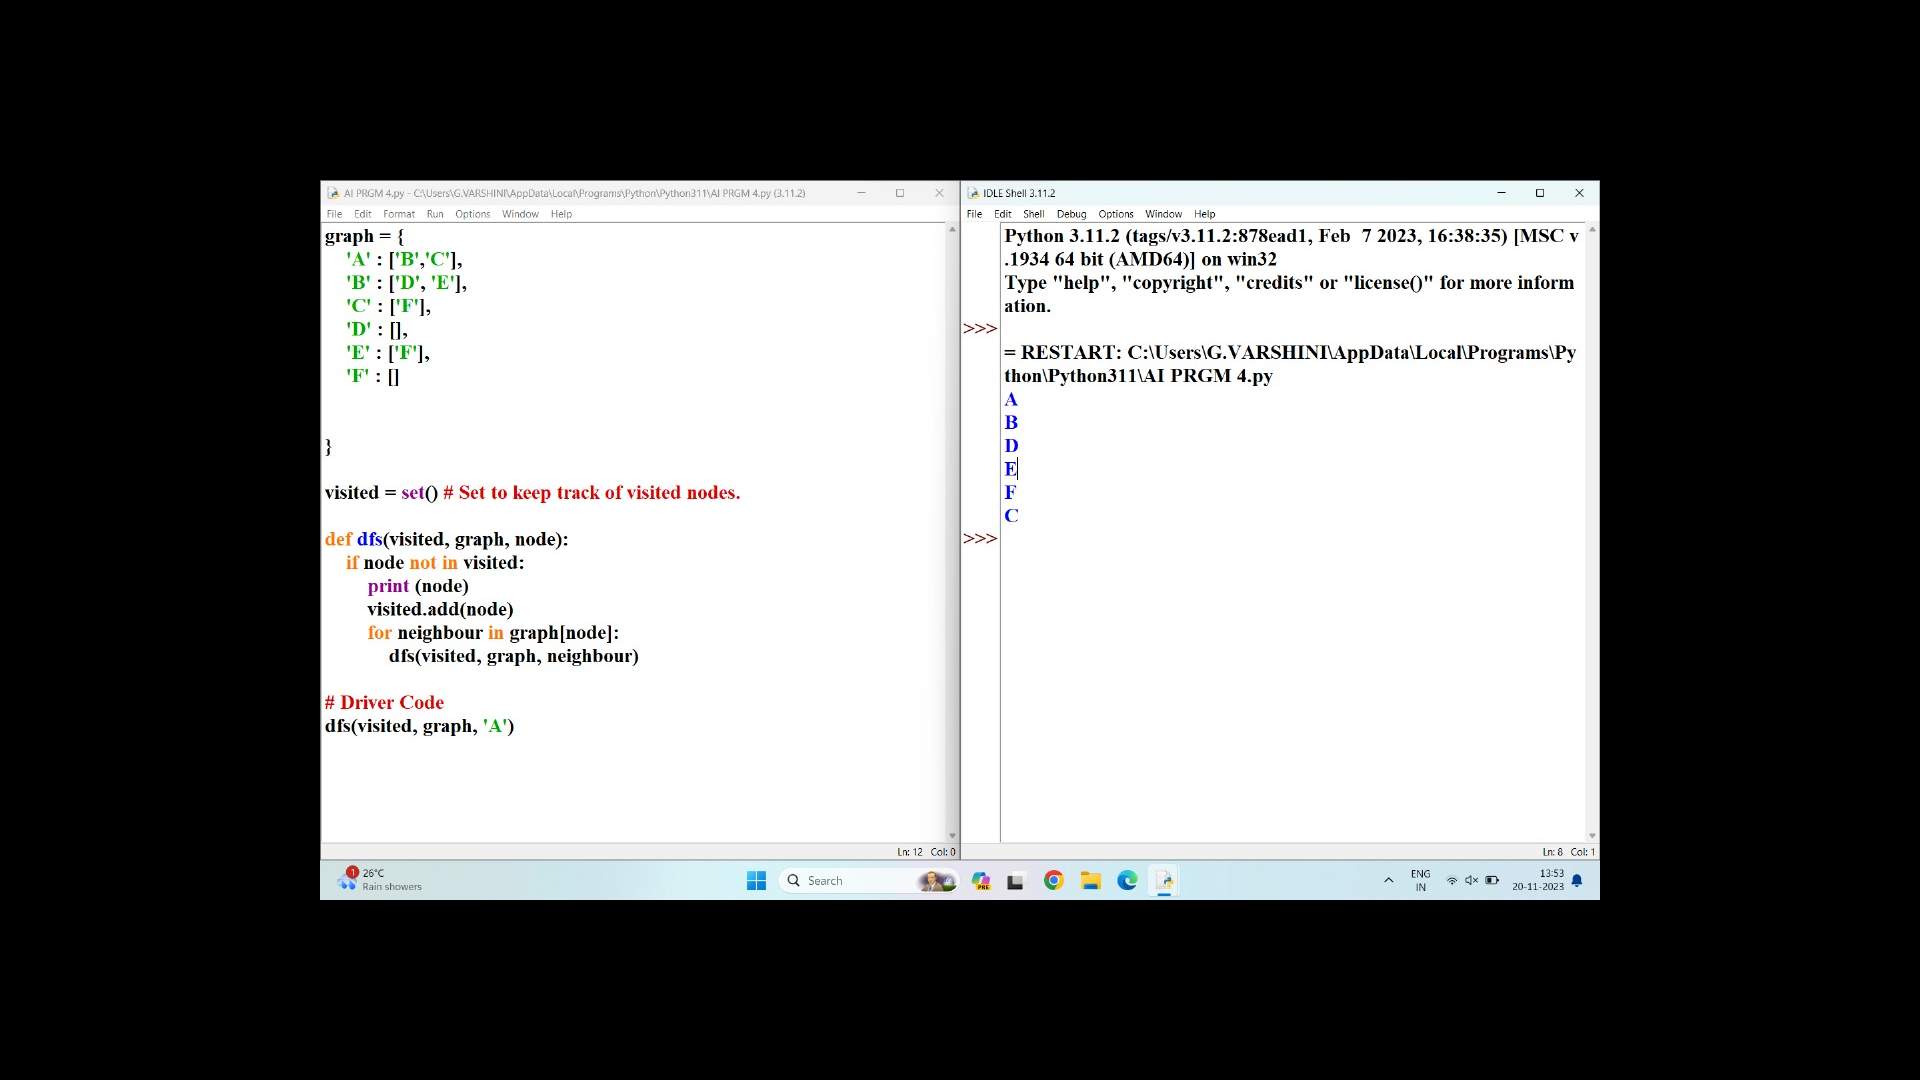 AI PRGM 4.py - C:\Users\G.VARSHINI\AppData\Local\Programs\Python\Python311\AI PRGM 4.py (3.11.2)
File Edit Format Run Options Window Help
graph = {
'A' : ['B','C'],
'B' : ['D', 'E'],
'C' : ['F'],
'D' : [],
'E' : ['F'],
'F' : []
}
visited = set() # Set to keep track of visited nodes.
def dfs(visited, graph, node):
if node not in visited:
print (node)
visited.add(node)
for neighbour in graph[node]:
dfs(visited, graph, neighbour)
# Driver Code
dfs(visited, graph, 'A')
Ln: 12 Col: 0
IDLE Shell 3.11.2
File Edit Shell Debug Options Window Help
Python 3.11.2 (tags/v3.11.2:878ead1, Feb 7 2023, 16:38:35) [MSC v
.1934 64 bit (AMD64)] on win32
Type "help", "copyright", "credits" or "license()" for more inform
ation.
>>>
= RESTART: C:\Users\G.VARSHINI\AppData\Local\Programs\Py
thon\Python311\AI PRGM 4.py
A
B
D
E
F
C
>>>
Ln: 8 Col: 1
1
26°C
Rain showers
Search
PRE
ENG
IN
13:53
20-11-2023